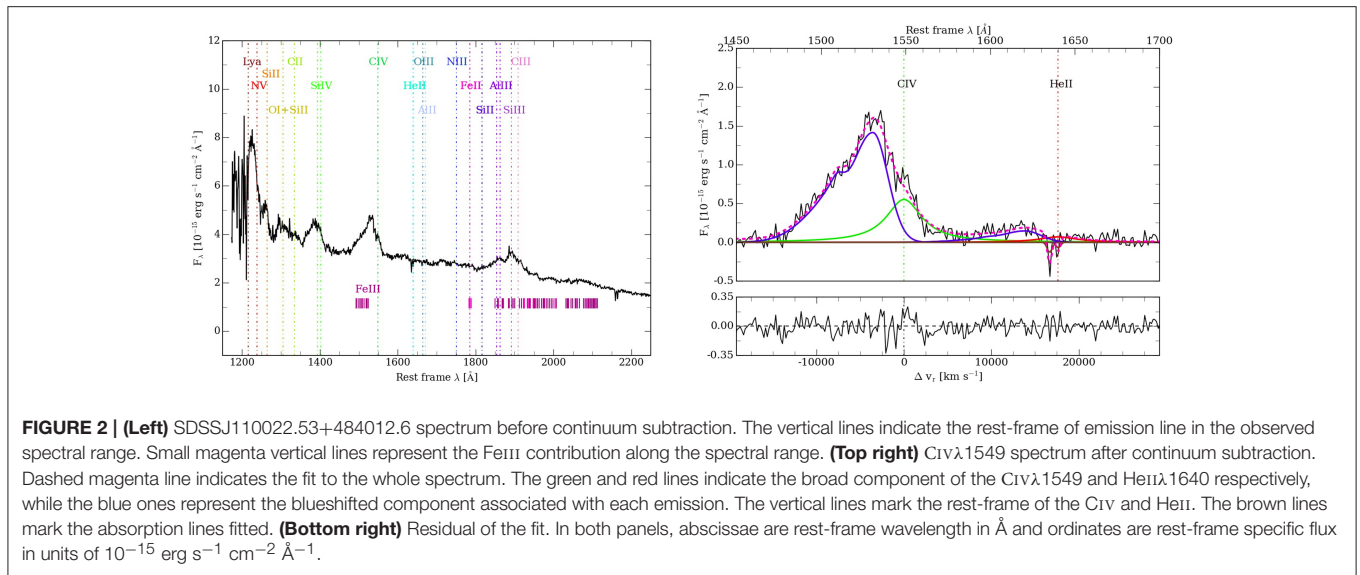 12
10
8
6
4
2
0
Lya
SiII
CII
CIV
OIII
NIII
CIII
NV
SiIV
HeII
FeII
AlIII
OI+SiII
AlII
SiII
SiIII
FeIII
F_λ [10⁻¹⁵ erg s⁻¹ cm⁻² Å⁻¹]
1200 1400 1600 1800 2000 2200
Rest frame λ [Å]
Rest frame λ [Å]
1450 1500 1550 1600 1650 1700
CIV HeII
2.5
2.0
1.5
1.0
0.5
0.0
-0.5
F_λ [10⁻¹⁵ erg s⁻¹ cm⁻² Å⁻¹]
0.35
0.00
-0.35
-10000 0 10000 20000
Δ vᵣ [km s⁻¹]
FIGURE 2 | (Left) SDSSJ110022.53+484012.6 spectrum before continuum subtraction. The vertical lines indicate the rest-frame of emission line in the observed
spectral range. Small magenta vertical lines represent the FeIII contribution along the spectral range. (Top right) CIVλ1549 spectrum after continuum subtraction.
Dashed magenta line indicates the fit to the whole spectrum. The green and red lines indicate the broad component of the CIVλ1549 and HeIIλ1640 respectively,
while the blue ones represent the blueshifted component associated with each emission. The vertical lines mark the rest-frame of the CIV and HeII. The brown lines
mark the absorption lines fitted. (Bottom right) Residual of the fit. In both panels, abscissae are rest-frame wavelength in Å and ordinates are rest-frame specific flux
in units of 10⁻¹⁵ erg s⁻¹ cm⁻² Å⁻¹.